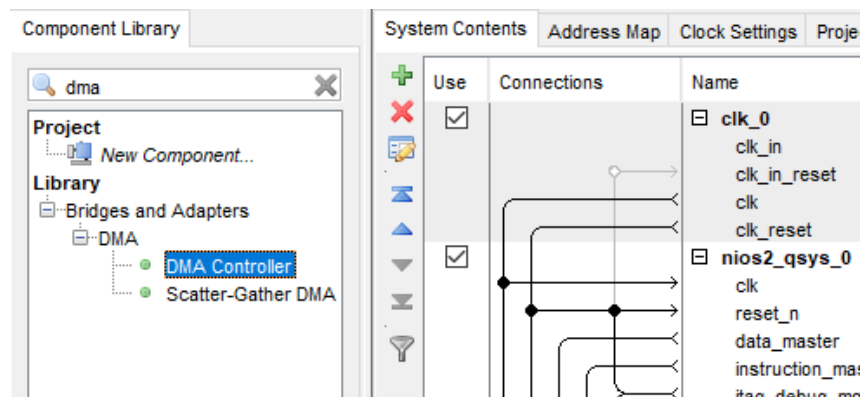 Component Library
dma
Project
New Component...
Library
Bridges and Adapters
DMA
DMA Controller
Scatter-Gather DMA
System Contents Address Map Clock Settings
Use Connections Name
clk_0
clk_in
clk_in_reset
clk
clk_reset
nios2_qsys_0
clk
reset_n
data_master